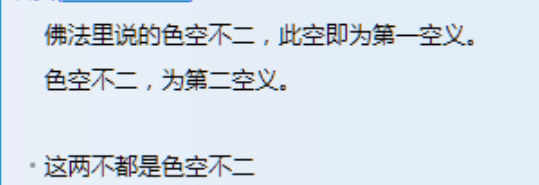 佛法里说的色空不二，此空即为第一空义。
色空不二，为第二空义。
• 这两不都是色空不二